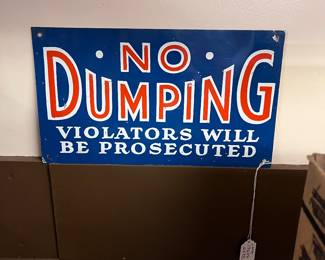 • NO •
DUMPING
VIOLATORS WILL
BE PROSECUTED